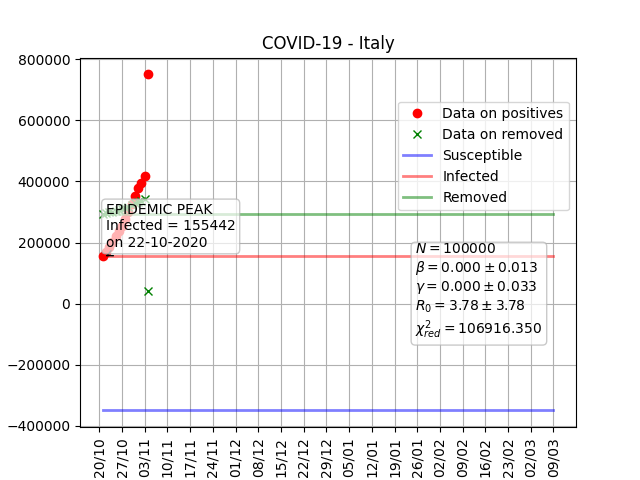 COVID-19 - Italy
800000
600000
400000
200000
0
−200000
−400000
Data on positives
Data on removed
Susceptible
Infected
Removed
EPIDEMIC PEAK
Infected = 155442
on 22-10-2020
N = 100000
β = 0.000 ± 0.013
γ = 0.000 ± 0.033
R₀ = 3.78 ± 3.78
χ²_red = 106916.350
20/10
27/10
03/11
10/11
17/11
24/11
01/12
08/12
15/12
22/12
29/12
05/01
12/01
19/01
26/01
02/02
09/02
16/02
23/02
02/03
09/03